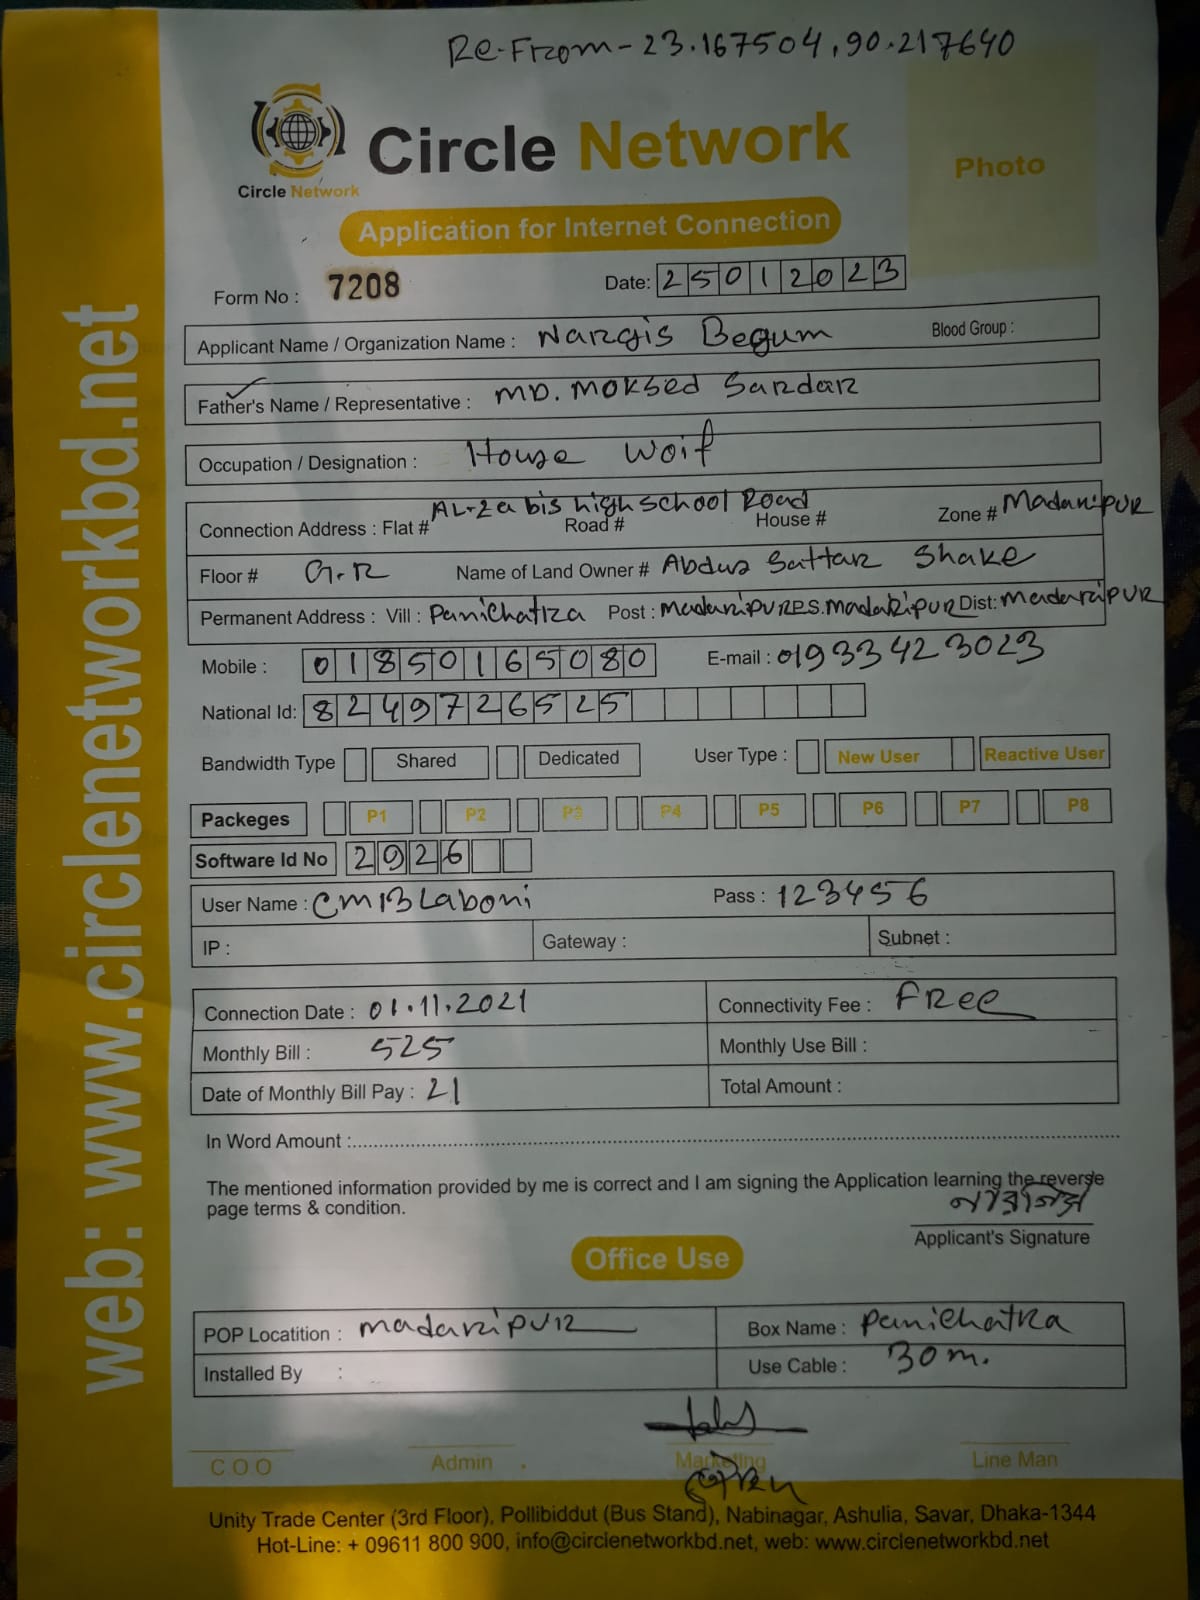 Re-From - 23.167504, 90.217640
Circle Network
Circle Network
Photo
Application for Internet Connection
Form No : 7208 Date: 25012023
Applicant Name / Organization Name : Nargis Begum Blood Group :
Father's Name / Representative : MD. MOKSed Sardar
Occupation / Designation : House Woif
Connection Address : Flat # AL-Za bis high school Road Road # House # Zone # Madaripur
Floor # G.R Name of Land Owner # Abdus Sattar Shake
Permanent Address : Vill : Panichatra Post : Madaripur P.S. Madaripur Dist: Madaripur
Mobile : 01850165080 E-mail : 01933423023
National Id: 8249726525
Bandwidth Type Shared Dedicated User Type : New User Reactive User
Packeges P1 P2 P3 P4 P5 P6 P7 P8
Software Id No 2926
User Name : CMB Laboni Pass : 123456
IP : Gateway : Subnet :
Connection Date : 01.11.2021 Connectivity Fee : FRee
Monthly Bill : 525 Monthly Use Bill :
Date of Monthly Bill Pay : 21 Total Amount :
In Word Amount :
The mentioned information provided by me is correct and I am signing the Application learning the reverse
page terms & condition.
Applicant's Signature
Office Use
POP Locatition : Madaripur Box Name : Panichatra
Installed By : Use Cable : 30 m.
C O O Admin Marketing Line Man
Unity Trade Center (3rd Floor), Pollibiddut (Bus Stand), Nabinagar, Ashulia, Savar, Dhaka-1344
Hot-Line: + 09611 800 900, info@circlenetworkbd.net, web: www.circlenetworkbd.net
web: www.circlenetworkbd.net